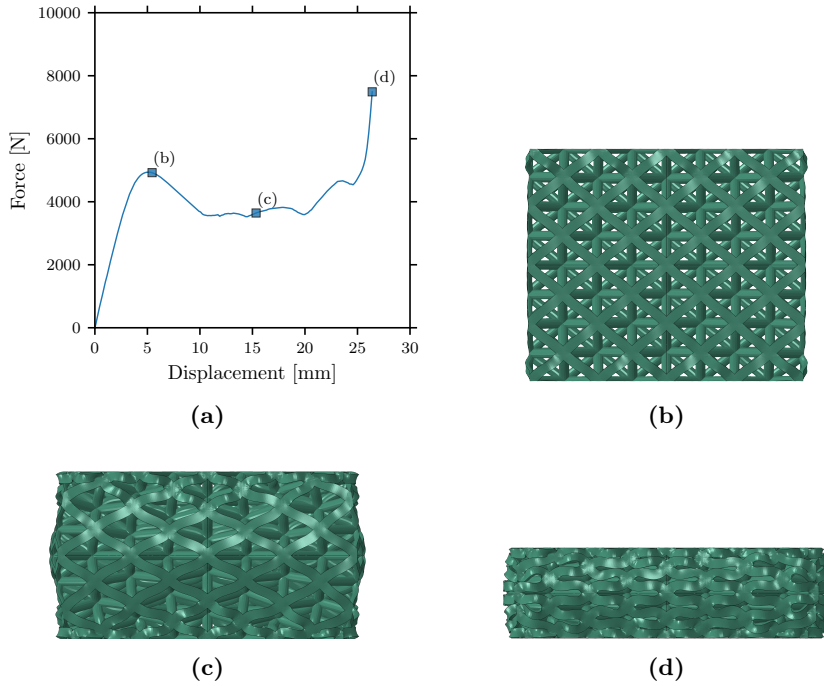 10000
8000
6000
4000
2000
0
Force [N]
(b)
(c)
(d)
0 5 10 15 20 25 30
Displacement [mm]
(a)
(b)
(c)
(d)